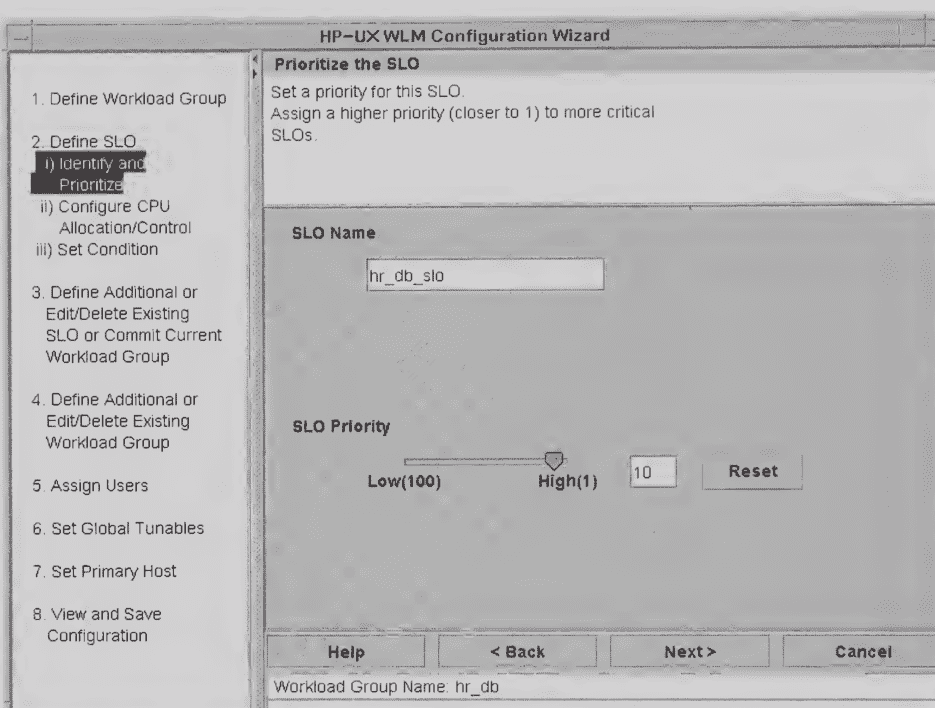 HP-UX WLM Configuration Wizard
1. Define Workload Group
2. Define SLO
i) Identify and
Prioritize
ii) Configure CPU
Allocation/Control
iii) Set Condition
3. Define Additional or
Edit/Delete Existing
SLO or Commit Current
Workload Group
4. Define Additional or
Edit/Delete Existing
Workload Group
5. Assign Users
6. Set Global Tunables
7. Set Primary Host
8. View and Save
Configuration
Prioritize the SLO
Set a priority for this SLO.
Assign a higher priority (closer to 1) to more critical
SLOs.
SLO Name
hr_db_slo
SLO Priority
Low(100) High(1) 10 Reset
Help < Back Next > Cancel
Workload Group Name: hr_db